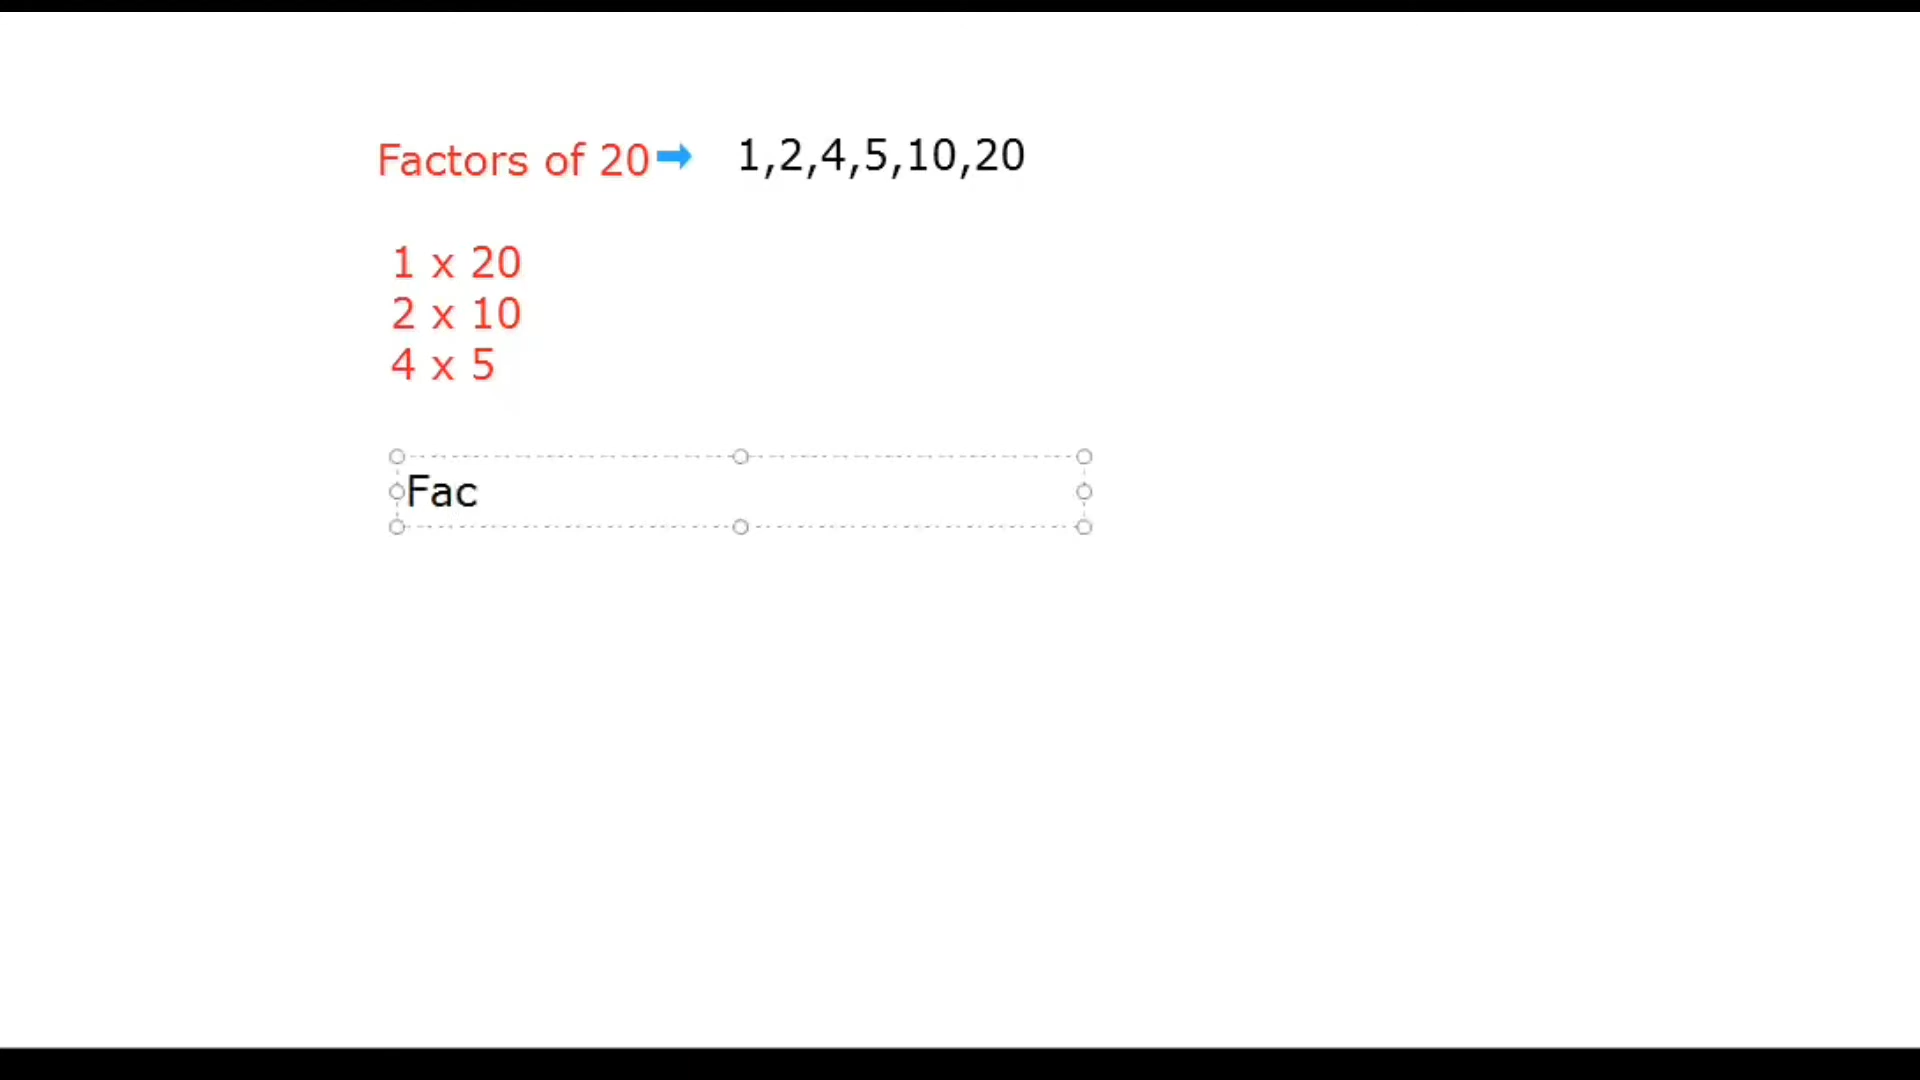 Factors of 20➡ 1,2,4,5,10,20
1 x 20
2 x 10
4 x 5
Fac